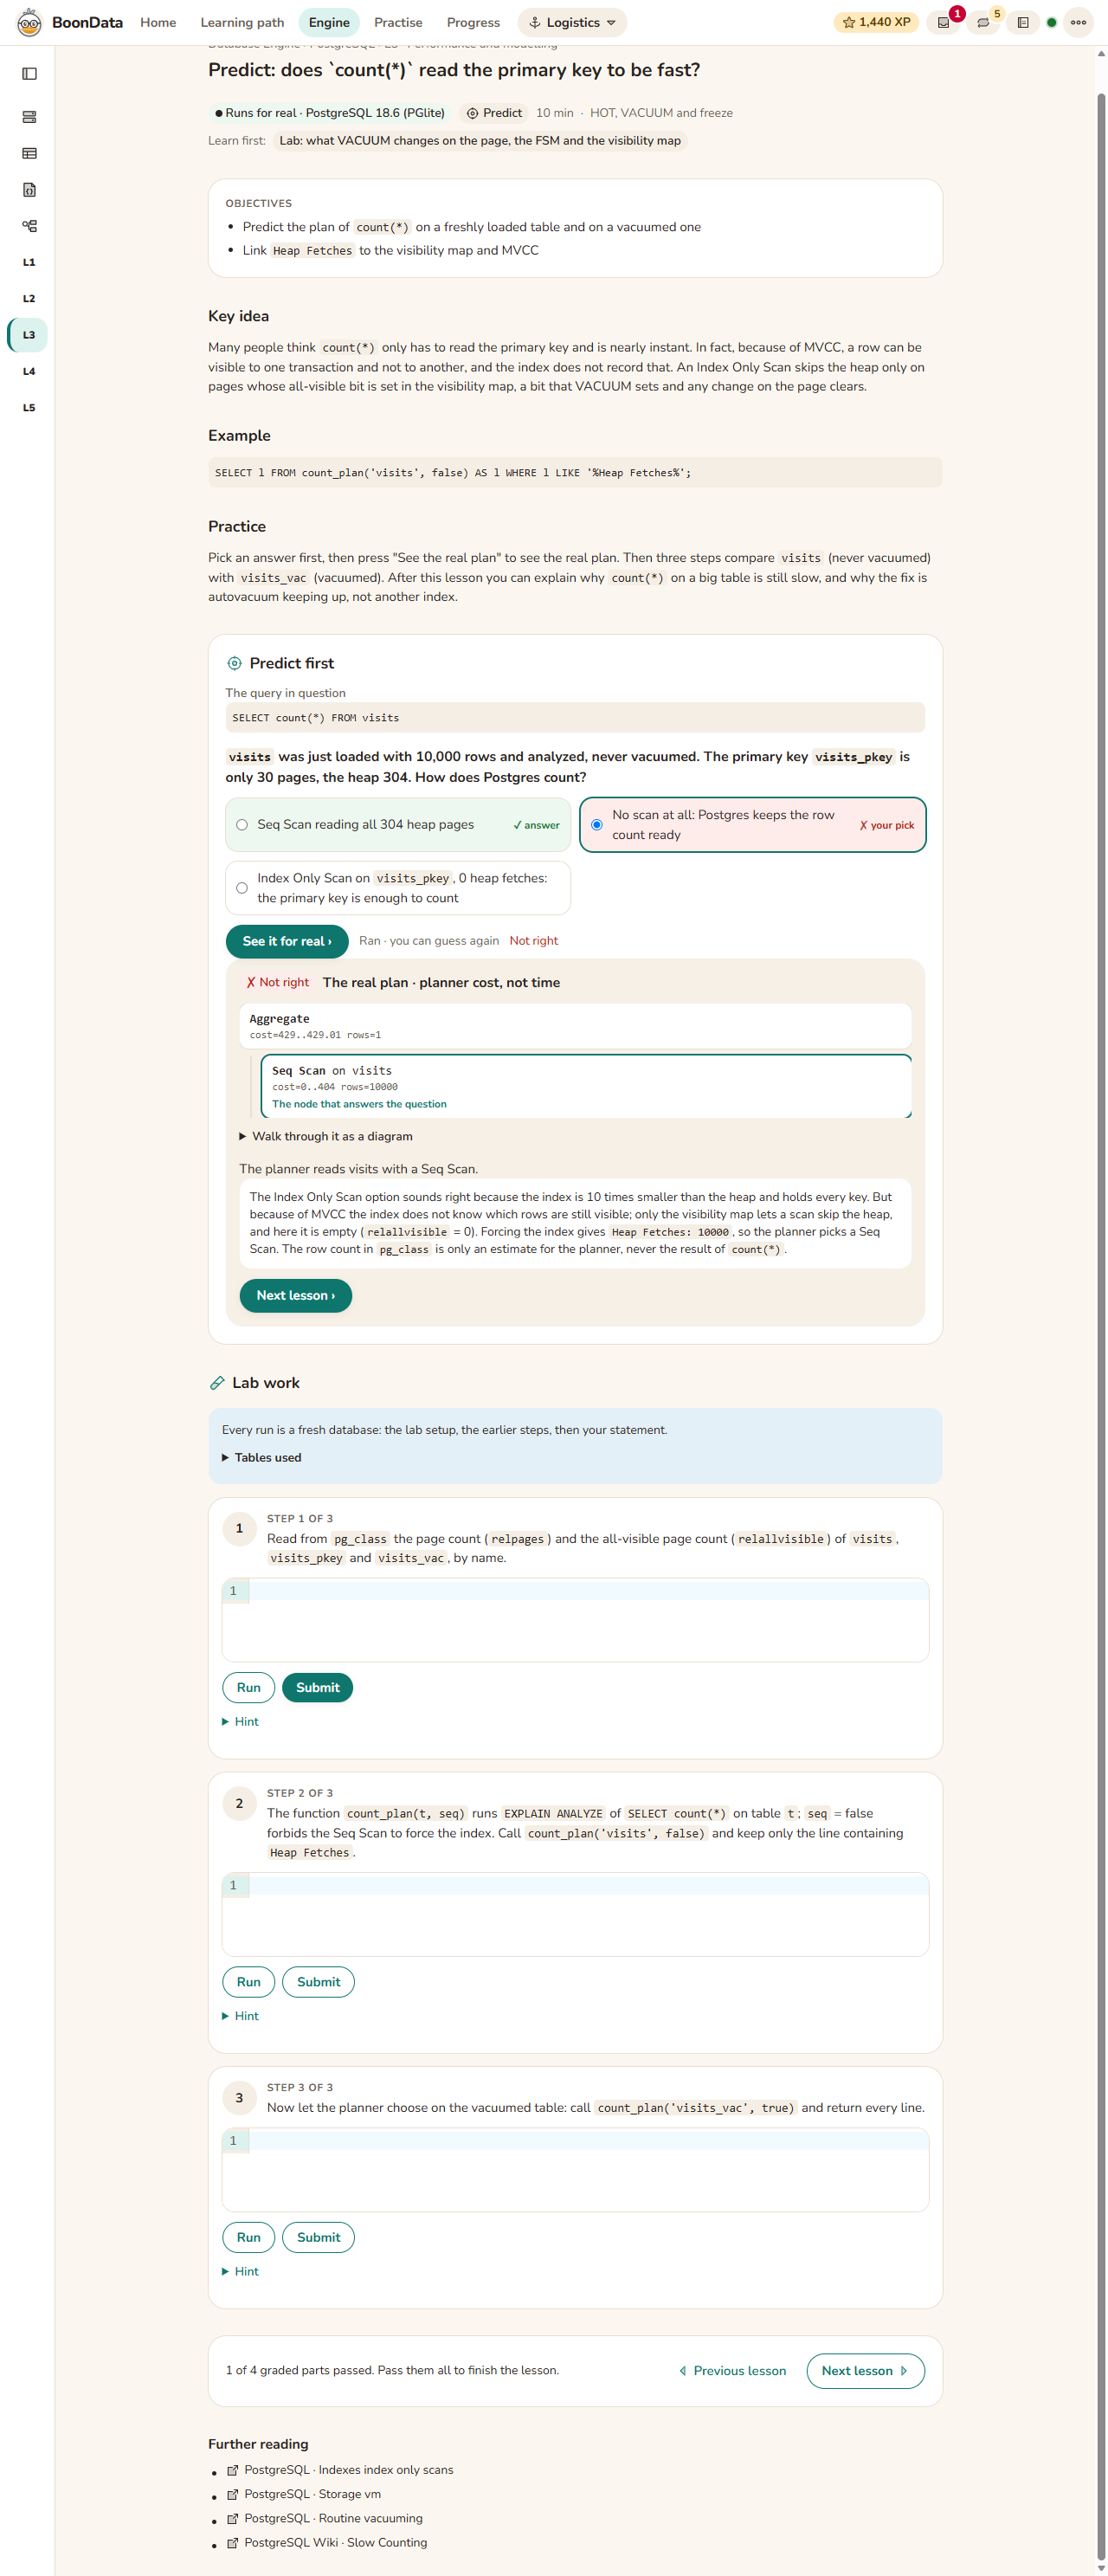 BoonData Home Learning path Engine Practise Progress Logistics 1,440 XP 1 5
Database Engine · PostgreSQL · L3 · Performance and modelling
Predict: does `count(*)` read the primary key to be fast?
Runs for real · PostgreSQL 18.6 (PGlite) Predict 10 min · HOT, VACUUM and freeze
Learn first: Lab: what VACUUM changes on the page, the FSM and the visibility map
L1
L2
L3
L4
L5
OBJECTIVES
• Predict the plan of count(*) on a freshly loaded table and on a vacuumed one
• Link Heap Fetches to the visibility map and MVCC
Key idea
Many people think count(*) only has to read the primary key and is nearly instant. In fact, because of MVCC, a row can be
visible to one transaction and not to another, and the index does not record that. An Index Only Scan skips the heap only on
pages whose all-visible bit is set in the visibility map, a bit that VACUUM sets and any change on the page clears.
Example
SELECT l FROM count_plan('visits', false) AS l WHERE l LIKE '%Heap Fetches%';
Practice
Pick an answer first, then press "See the real plan" to see the real plan. Then three steps compare visits (never vacuumed)
with visits_vac (vacuumed). After this lesson you can explain why count(*) on a big table is still slow, and why the fix is
autovacuum keeping up, not another index.
Predict first
The query in question
SELECT count(*) FROM visits
visits was just loaded with 10,000 rows and analyzed, never vacuumed. The primary key visits_pkey is
only 30 pages, the heap 304. How does Postgres count?
Seq Scan reading all 304 heap pages ✓ answer
No scan at all: Postgres keeps the row
count ready ✗ your pick
Index Only Scan on visits_pkey, 0 heap fetches:
the primary key is enough to count
See it for real › Ran · you can guess again Not right
✗ Not right The real plan · planner cost, not time
Aggregate
cost=429..429.01 rows=1
Seq Scan on visits
cost=0..404 rows=10000
The node that answers the question
▶ Walk through it as a diagram
The planner reads visits with a Seq Scan.
The Index Only Scan option sounds right because the index is 10 times smaller than the heap and holds every key. But
because of MVCC the index does not know which rows are still visible; only the visibility map lets a scan skip the heap,
and here it is empty (relallvisible = 0). Forcing the index gives Heap Fetches: 10000, so the planner picks a Seq
Scan. The row count in pg_class is only an estimate for the planner, never the result of count(*).
Next lesson ›
Lab work
Every run is a fresh database: the lab setup, the earlier steps, then your statement.
▶ Tables used
1 STEP 1 OF 3
Read from pg_class the page count (relpages) and the all-visible page count (relallvisible) of visits,
visits_pkey and visits_vac, by name.
1
Run Submit
▶ Hint
2 STEP 2 OF 3
The function count_plan(t, seq) runs EXPLAIN ANALYZE of SELECT count(*) on table t; seq = false
forbids the Seq Scan to force the index. Call count_plan('visits', false) and keep only the line containing
Heap Fetches.
1
Run Submit
▶ Hint
3 STEP 3 OF 3
Now let the planner choose on the vacuumed table: call count_plan('visits_vac', true) and return every line.
1
Run Submit
▶ Hint
1 of 4 graded parts passed. Pass them all to finish the lesson. Previous lesson Next lesson
Further reading
• PostgreSQL · Indexes index only scans
• PostgreSQL · Storage vm
• PostgreSQL · Routine vacuuming
• PostgreSQL Wiki · Slow Counting